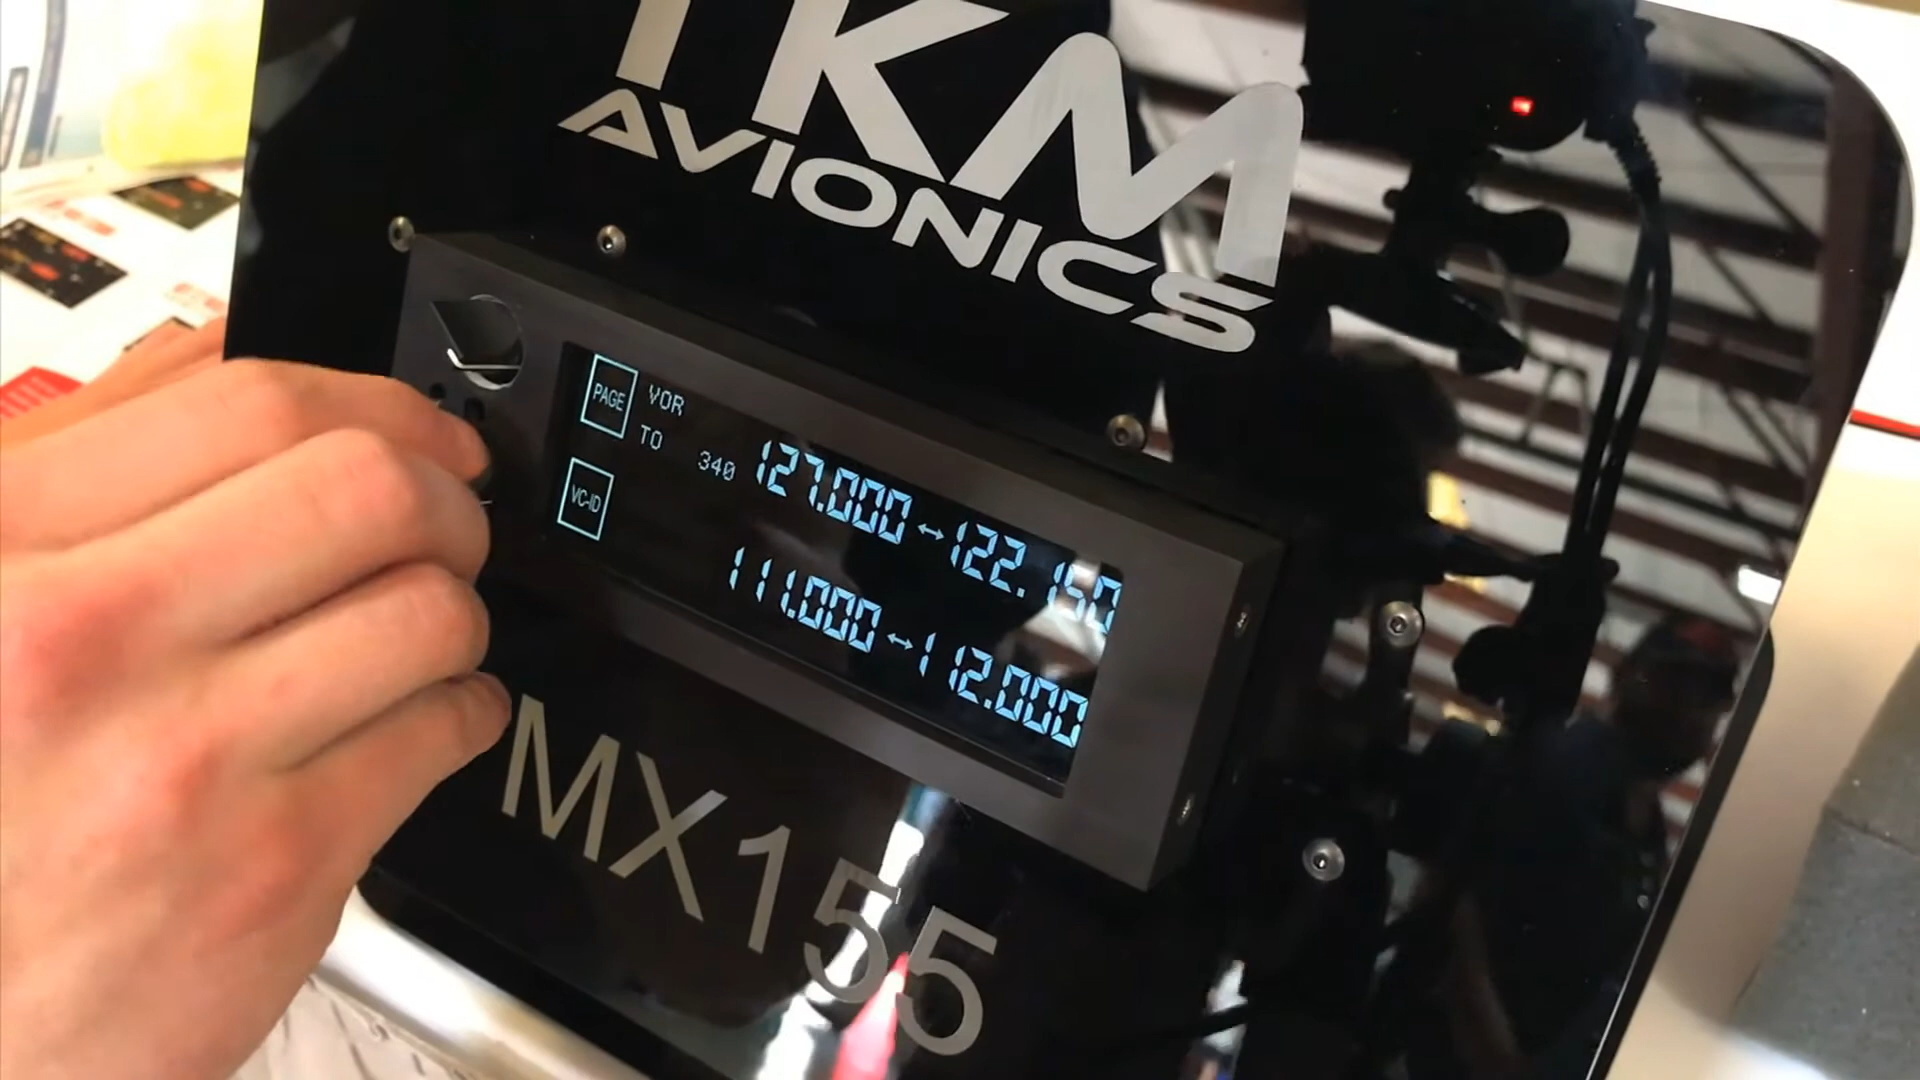 TKM
AVIONICS
PAGE VOR
TO 340 127.000↔122.150
VC-ID
111.000↔112.000
MX155